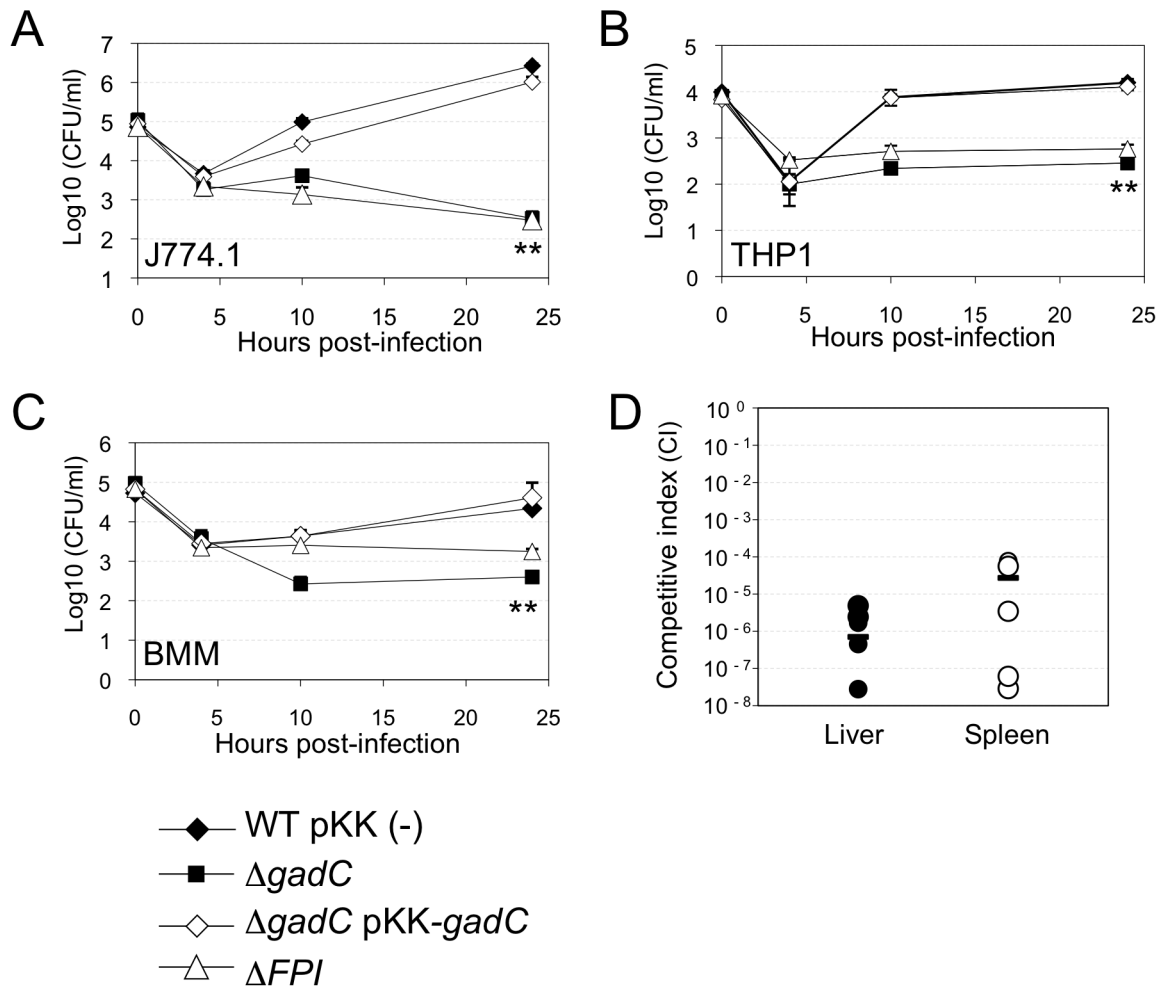 A
Log10 (CFU/ml)
7
6
5
4
3
2
1
J774.1
**
0 5 10 15 20 25
Hours post-infection
B
Log10 (CFU/ml)
5
4
3
2
1
0
THP1
**
0 5 10 15 20 25
Hours post-infection
C
Log10 (CFU/ml)
6
5
4
3
2
1
0
BMM
**
0 5 10 15 20 25
Hours post-infection
D
Competitive index (CI)
10 0
10 -1
10 -2
10 -3
10 -4
10 -5
10 -6
10 -7
10 -8
Liver Spleen
WT pKK (-)
ΔgadC
ΔgadC pKK-gadC
ΔFPI